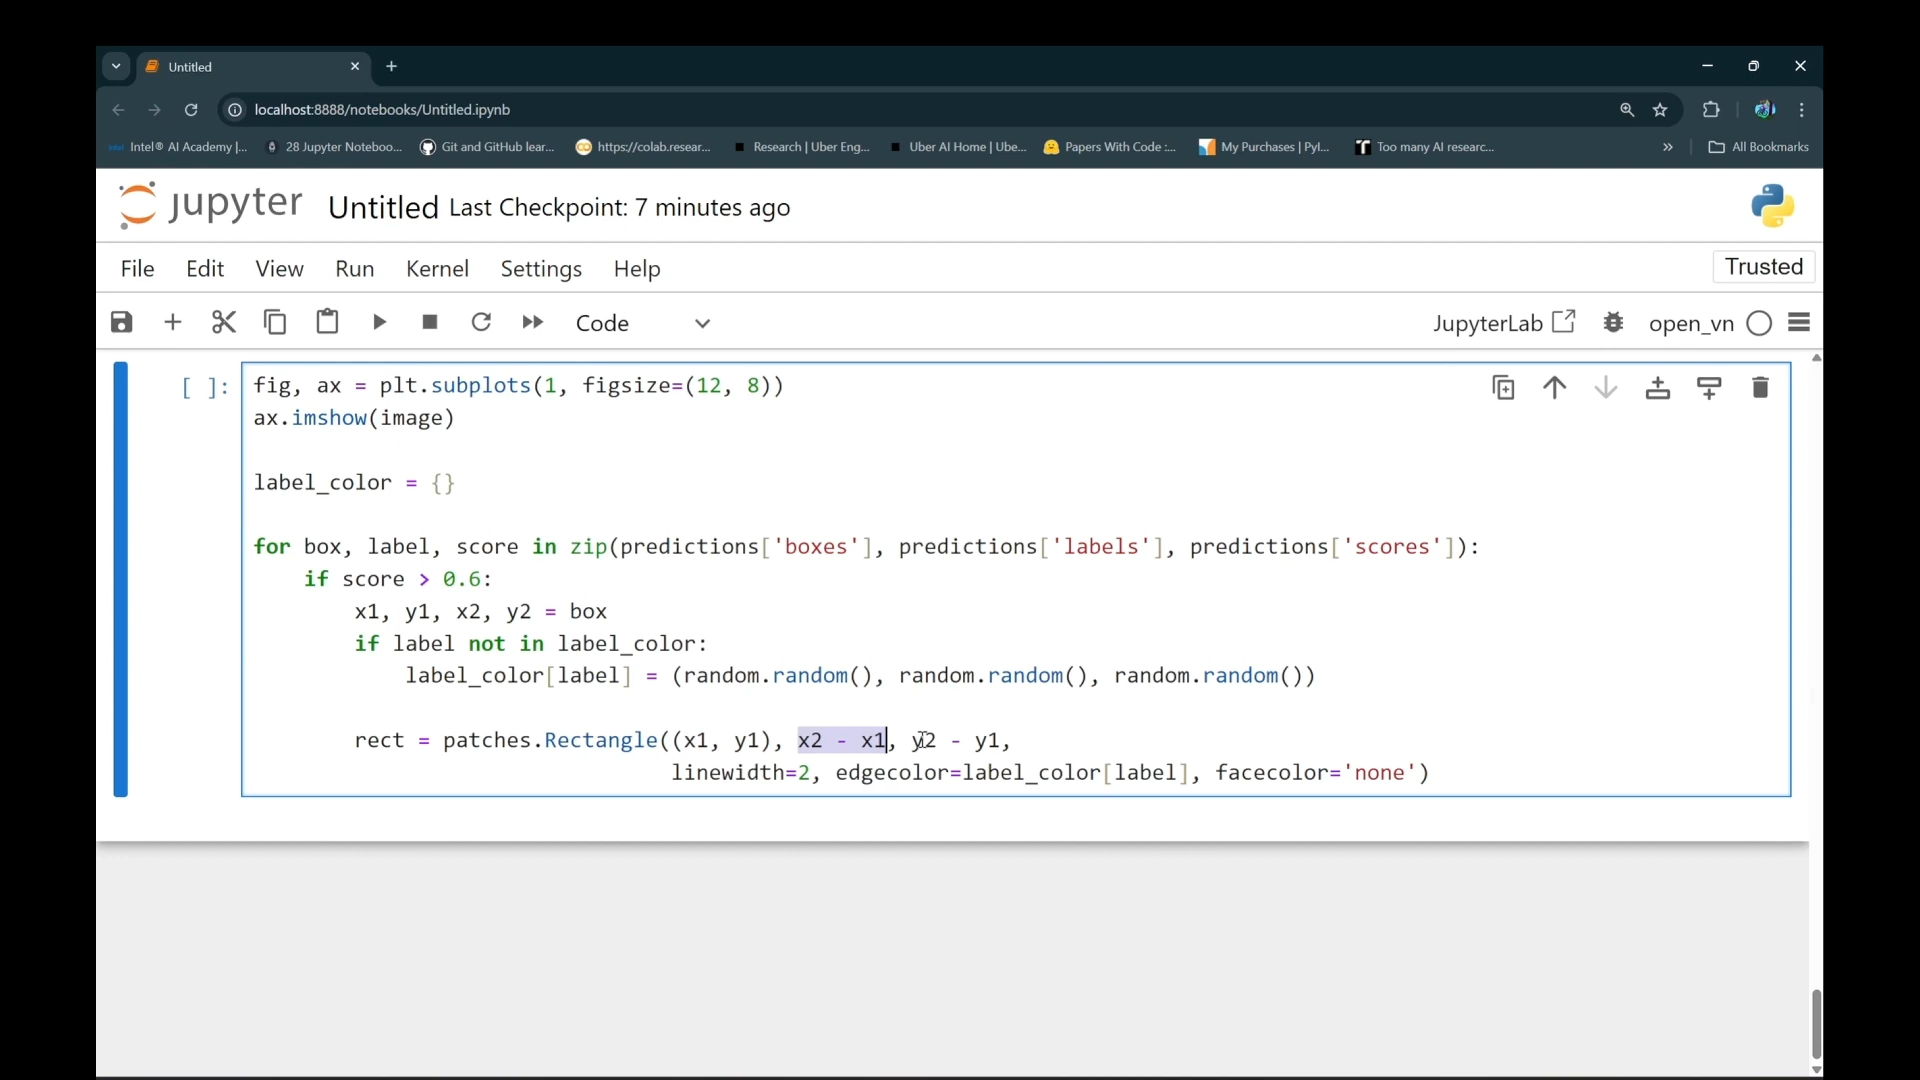 Untitled
localhost:8888/notebooks/Untitled.ipynb
intel Intel® AI Academy |... 28 Jupyter Noteboo... Git and GitHub lear... https://colab.resear... Research | Uber Eng... Uber AI Home | Ube... Papers With Code :... My Purchases | PyI... Too many AI researc... » All Bookmarks
jupyter Untitled Last Checkpoint: 7 minutes ago
File Edit View Run Kernel Settings Help Trusted
Code JupyterLab open_vn
[ ]: fig, ax = plt.subplots(1, figsize=(12, 8))
ax.imshow(image)
label_color = {}
for box, label, score in zip(predictions['boxes'], predictions['labels'], predictions['scores']):
if score > 0.6:
x1, y1, x2, y2 = box
if label not in label_color:
label_color[label] = (random.random(), random.random(), random.random())
rect = patches.Rectangle((x1, y1), x2 - x1, y2 - y1,
linewidth=2, edgecolor=label_color[label], facecolor='none')